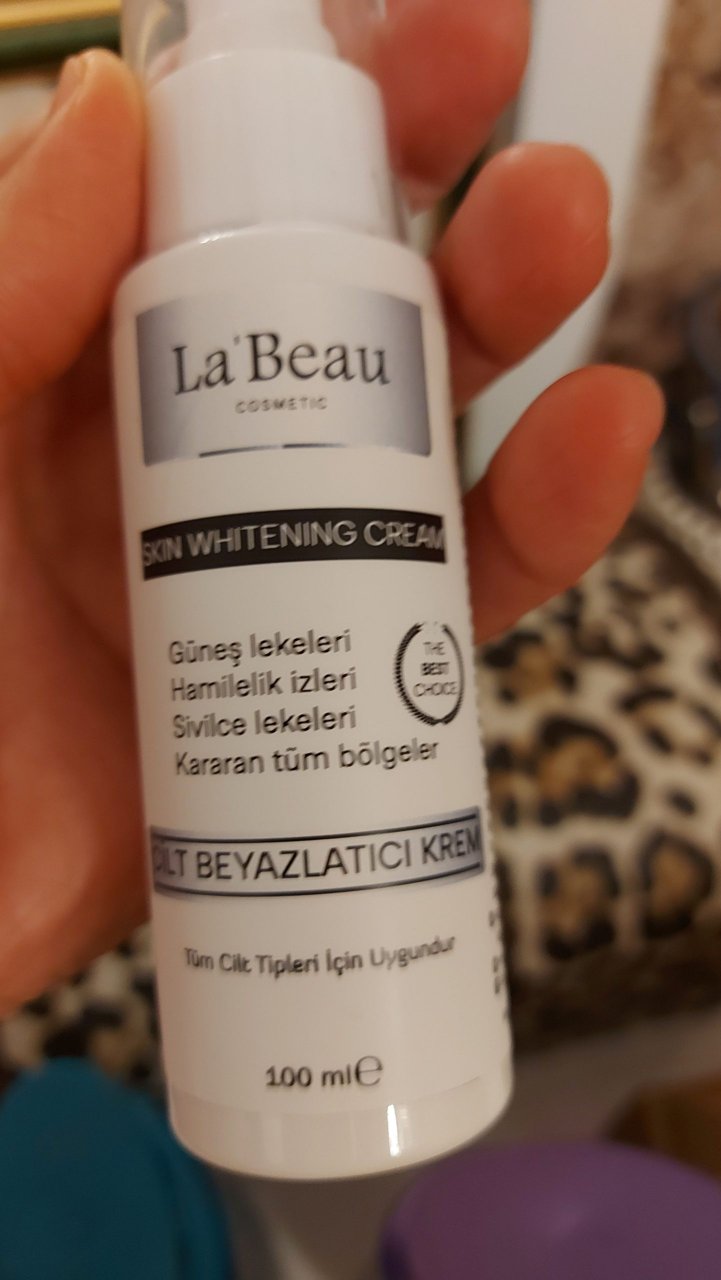 La'Beau
COSMETIC
SKIN WHITENING CREAM
Güneş lekeleri
Hamilelik izleri
Sivilce lekeleri
Kararan tüm bölgeler
THE
BEST
CHOICE
CİLT BEYAZLATICI KREM
Tüm Cilt Tipleri İçin Uygundur
100 ml℮